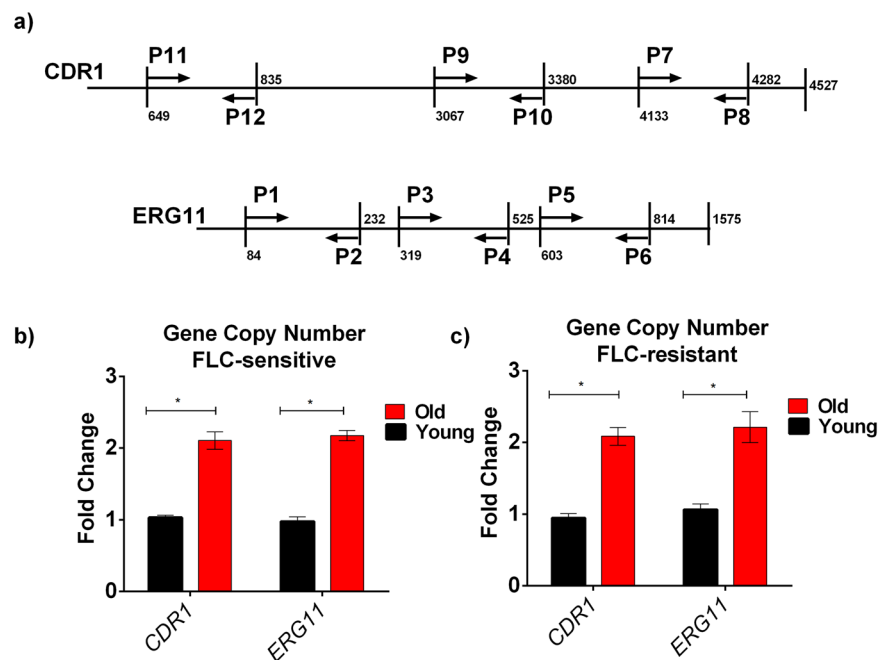 a)
P11 P9 P7
CDR1 835 3380 4282 4527
649 P12 3067 P10 4133 P8
P1 P3 P5
ERG11 232 525 814 1575
84 P2 319 P4 603 P6
b)
Gene Copy Number
FLC-sensitive
3
2
1
0
Fold Change
*
*
Old
Young
CDR1
ERG11
c)
Gene Copy Number
FLC-resistant
3
2
1
0
Fold Change
*
*
Old
Young
CDR1
ERG11